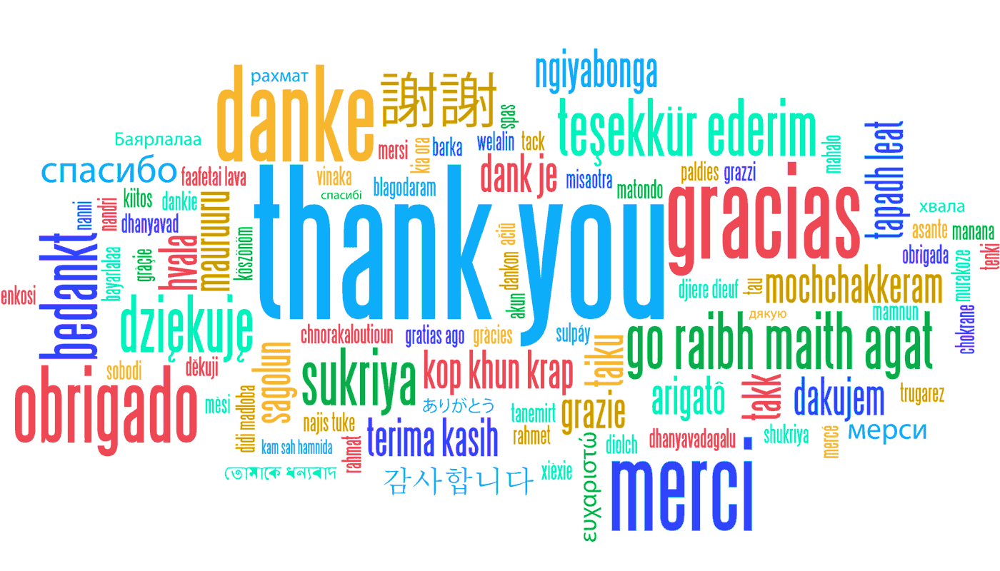 ngiyabonga
danke
рахмат
謝謝
spas
teşekkür ederim
tapadh leat
Баярлалаа
mersi
kia ora
barka
welalin
tack
mahalo
спасибо
faafetai lava
vinaka
blagodaram
dank je
misaotra
matondo
paldies
grazzi
gracias
спасибі
thank you
kiitos
dankie
nanni
nandri
dhanyavad
mauruuru
хвала
asante
manana
obrigada
tenki
bedankt
hvala
köszönöm
ačiū
bayarlalaa
gràçie
dankon
akun
enkosi
djiere dieuf
tau
mochchakkeram
murakoze
dziękuję
дякую
mamnun
chokrane
chnorakaloutioun
gratias ago
gràcies
sulpáy
go raibh maith agat
sobodi
děkuji
sagolun
sukriya
kop khun krap
taiku
obrigado
mèsi
didi madloba
ありがとう
tanemirt
grazie
arigatô
takk
dakujem
trugarez
najis tuke
terima kasih
rahmet
kam sah hamnida
rahmat
ευχαριστώ
diolch
dhanyavadagalu
shukriya
mercé
мерси
তোমাকে ধন্যবাদ
감사합니다
xièxie
merci